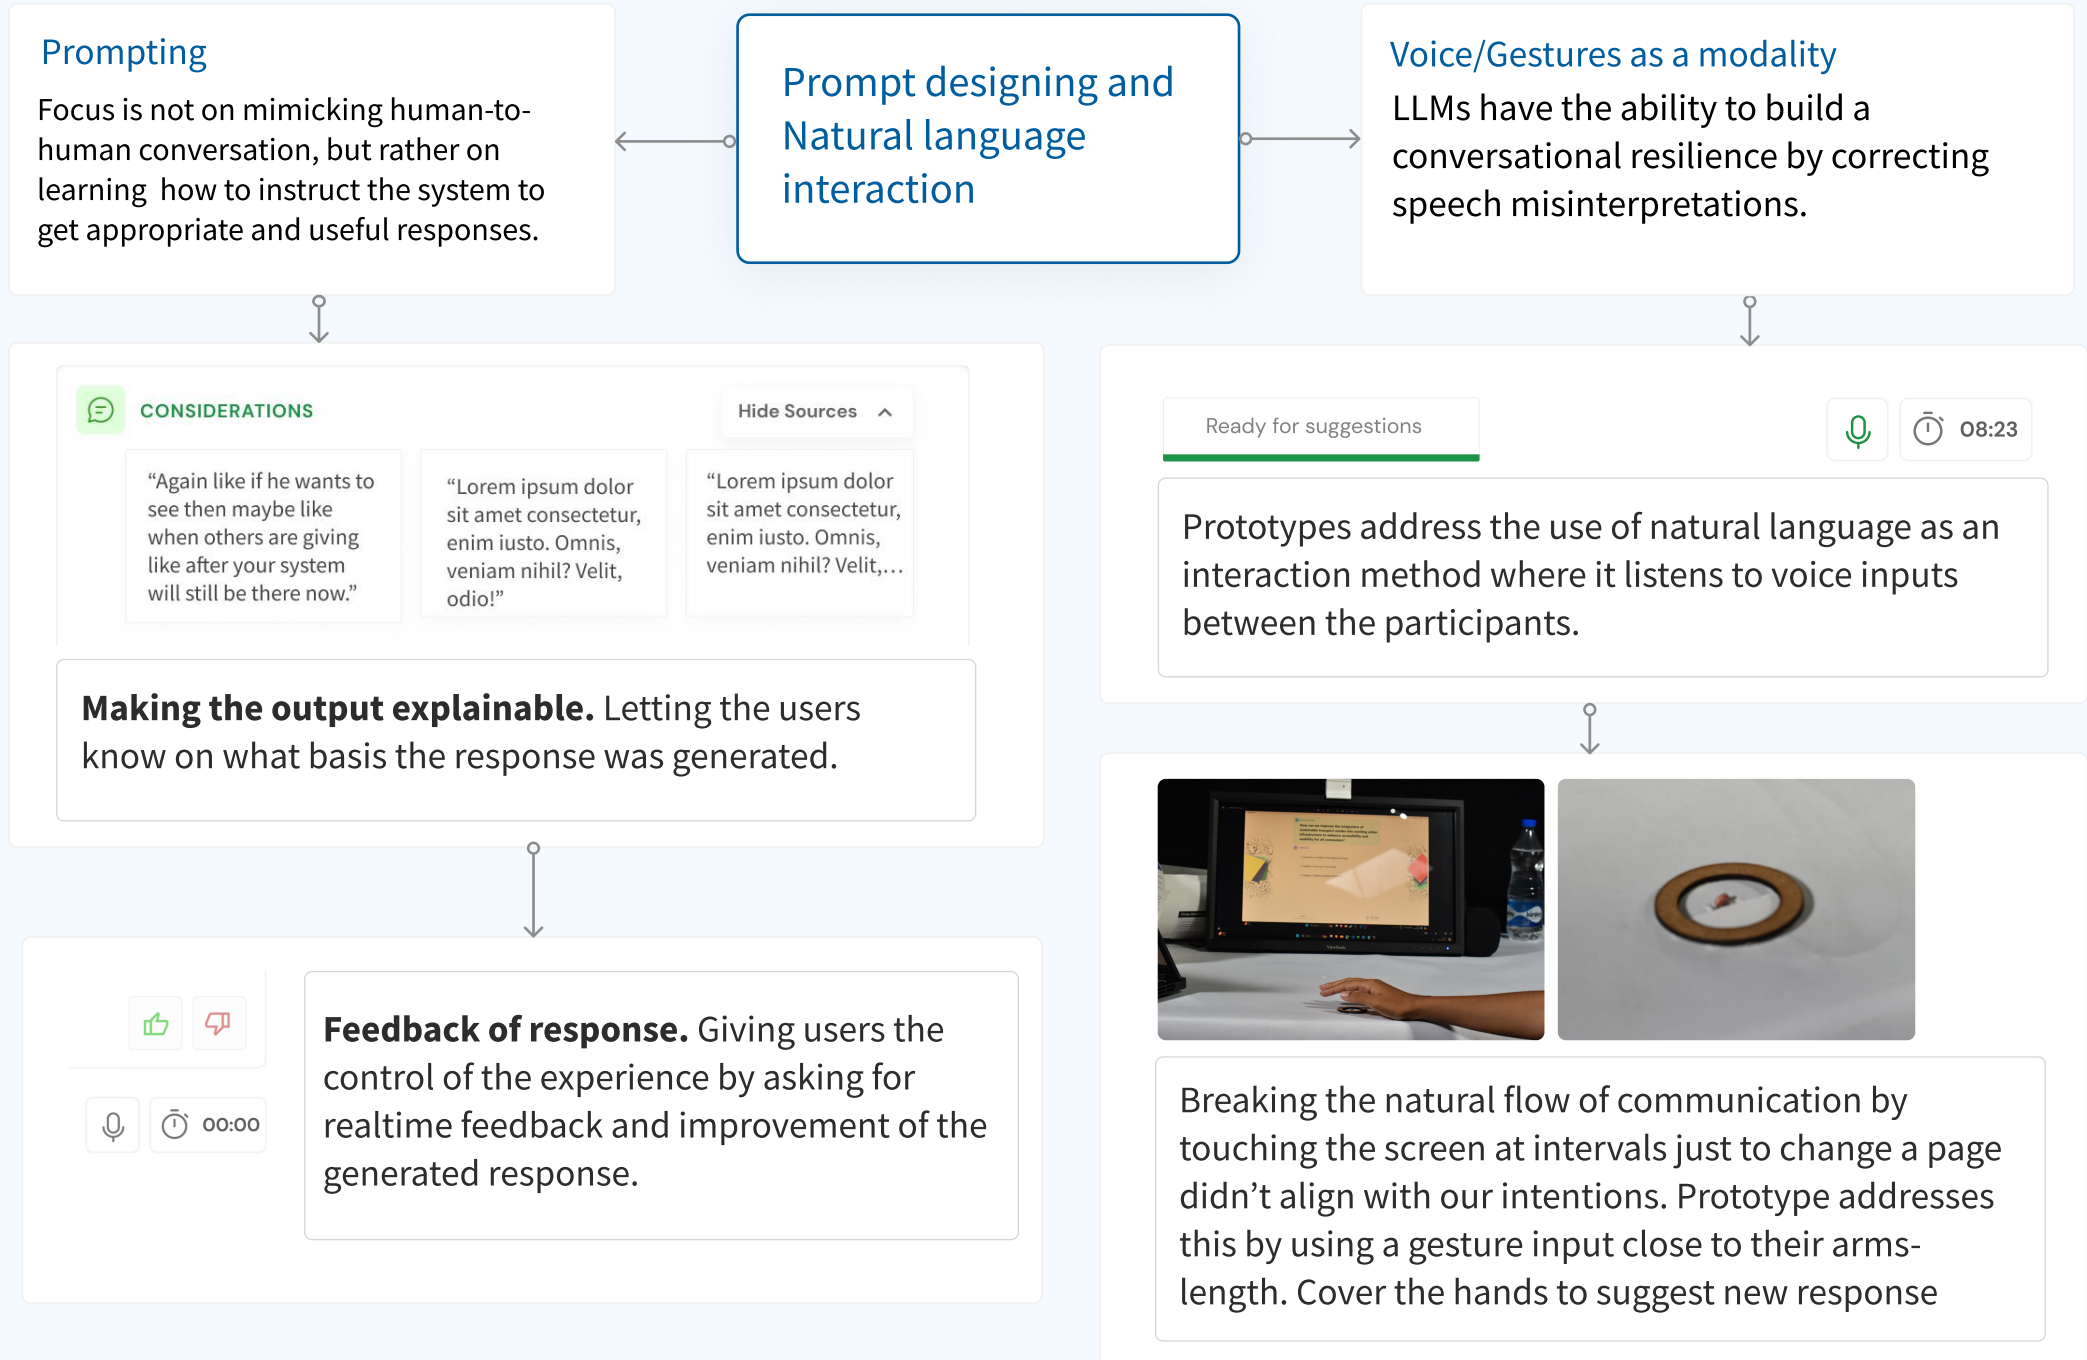 Prompting
Focus is not on mimicking human-to-
human conversation, but rather on
learning  how to instruct the system to
get appropriate and useful responses.
Prompt designing and
Natural language
interaction
Voice/Gestures as a modality
LLMs have the ability to build a
conversational resilience by correcting
speech misinterpretations.
CONSIDERATIONS
Hide Sources
“Again like if he wants to
see then maybe like
when others are giving
like after your system
will still be there now.”
“Lorem ipsum dolor
sit amet consectetur,
enim iusto. Omnis,
veniam nihil? Velit,
odio!”
“Lorem ipsum dolor
sit amet consectetur,
enim iusto. Omnis,
veniam nihil? Velit,...
Making the output explainable. Letting the users
know on what basis the response was generated.
Feedback of response. Giving users the
control of the experience by asking for
realtime feedback and improvement of the
generated response.
00:00
Ready for suggestions
08:23
Prototypes address the use of natural language as an
interaction method where it listens to voice inputs
between the participants.
Breaking the natural flow of communication by
touching the screen at intervals just to change a page
didn’t align with our intentions. Prototype addresses
this by using a gesture input close to their arms-
length. Cover the hands to suggest new response